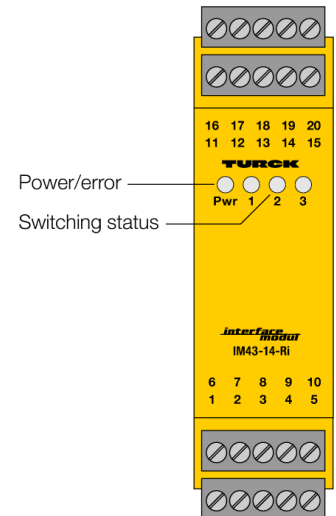 16 17 18 19 20
11 12 13 14 15
TURCK
Power/error
Pwr 1 2 3
Switching status
interface
modul
IM43-14-Ri
6 7 8 9 10
1 2 3 4 5